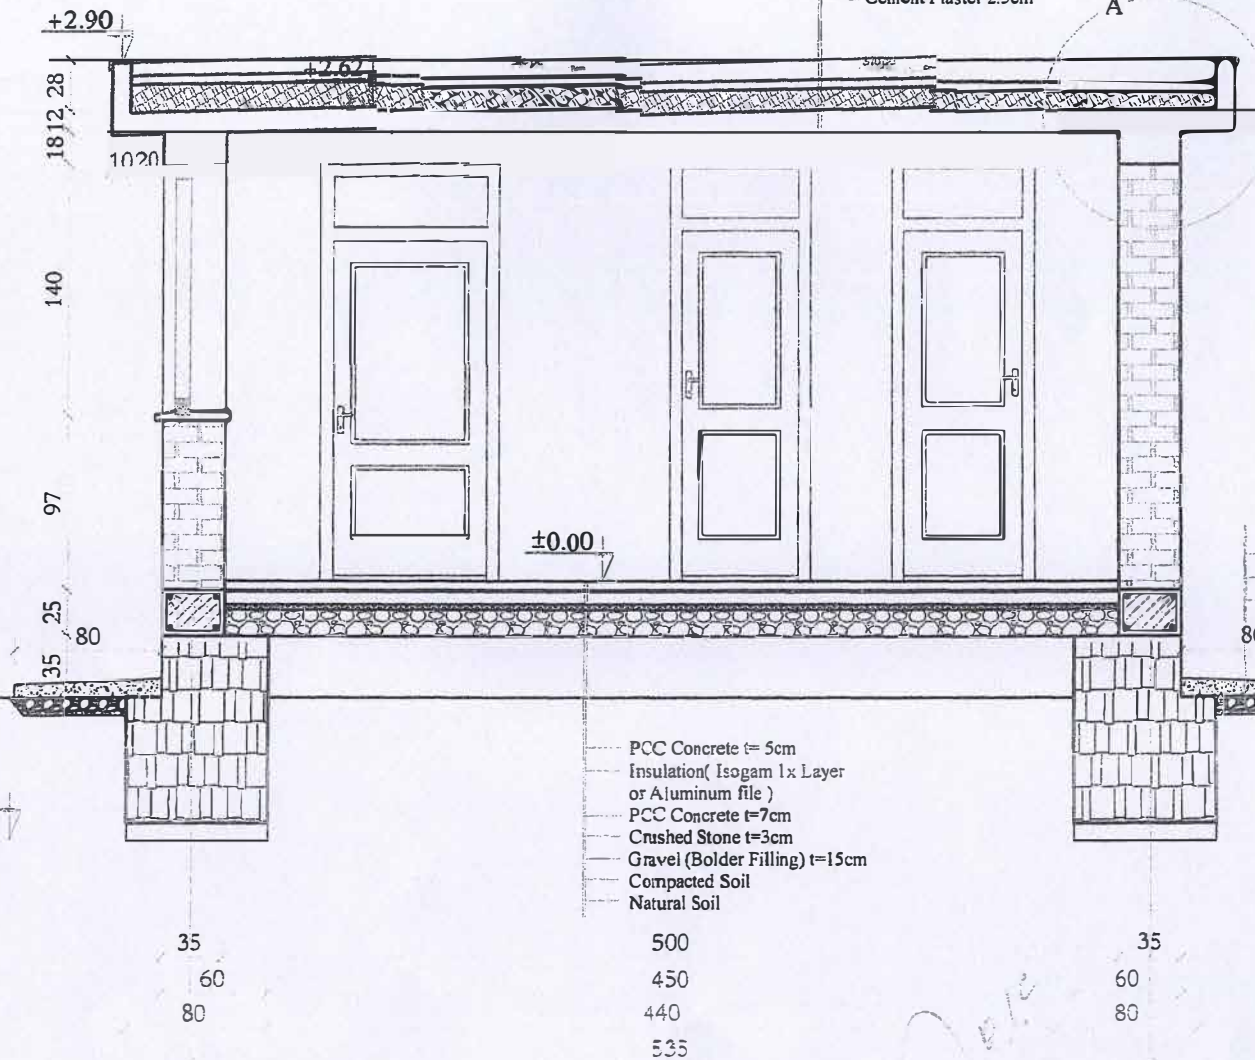 Cement Plaster 2.5cm
A
+2.90
+2.62
Slope
28
12
18
1020
140
97
±0.00
25
80
35
80
PCC Concrete t= 5cm
Insulation( Isogam 1x Layer
or Aluminum file )
PCC Concrete t=7cm
Crushed Stone t=3cm
Gravel (Bolder Filling) t=15cm
Compacted Soil
Natural Soil
35 500 35
60 450 60
80 440 80
535